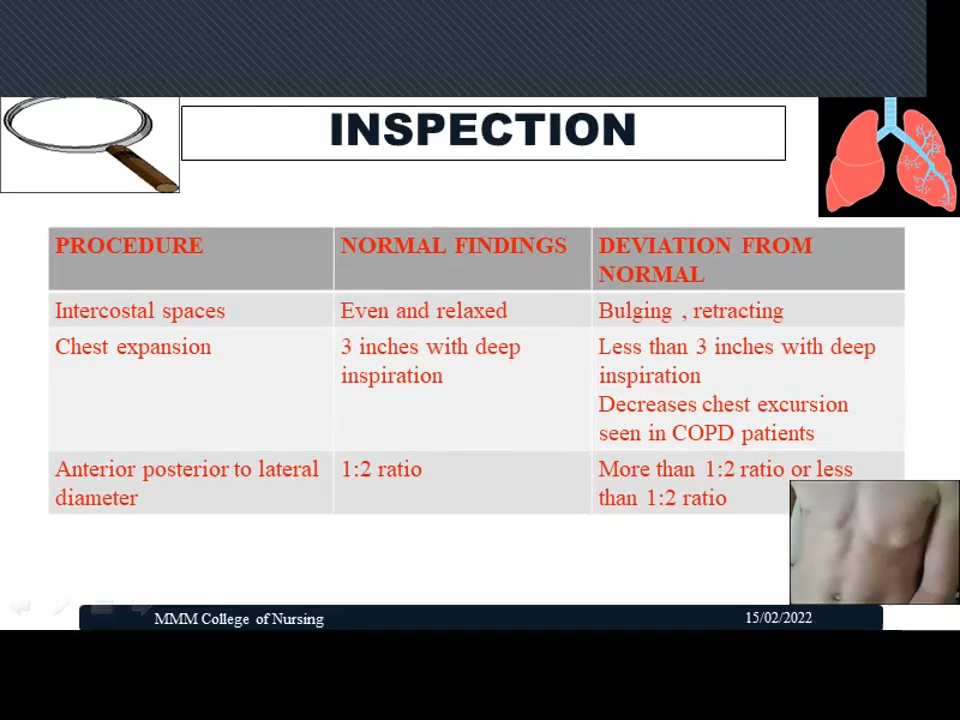 INSPECTION
PROCEDURE
NORMAL FINDINGS
DEVIATION FROM
NORMAL
Intercostal spaces
Even and relaxed
Bulging , retracting
Chest expansion
3 inches with deep
inspiration
Less than 3 inches with deep
inspiration
Decreases chest excursion
seen in COPD patients
Anterior posterior to lateral
diameter
1:2 ratio
More than 1:2 ratio or less
than 1:2 ratio
MMM College of Nursing
15/02/2022